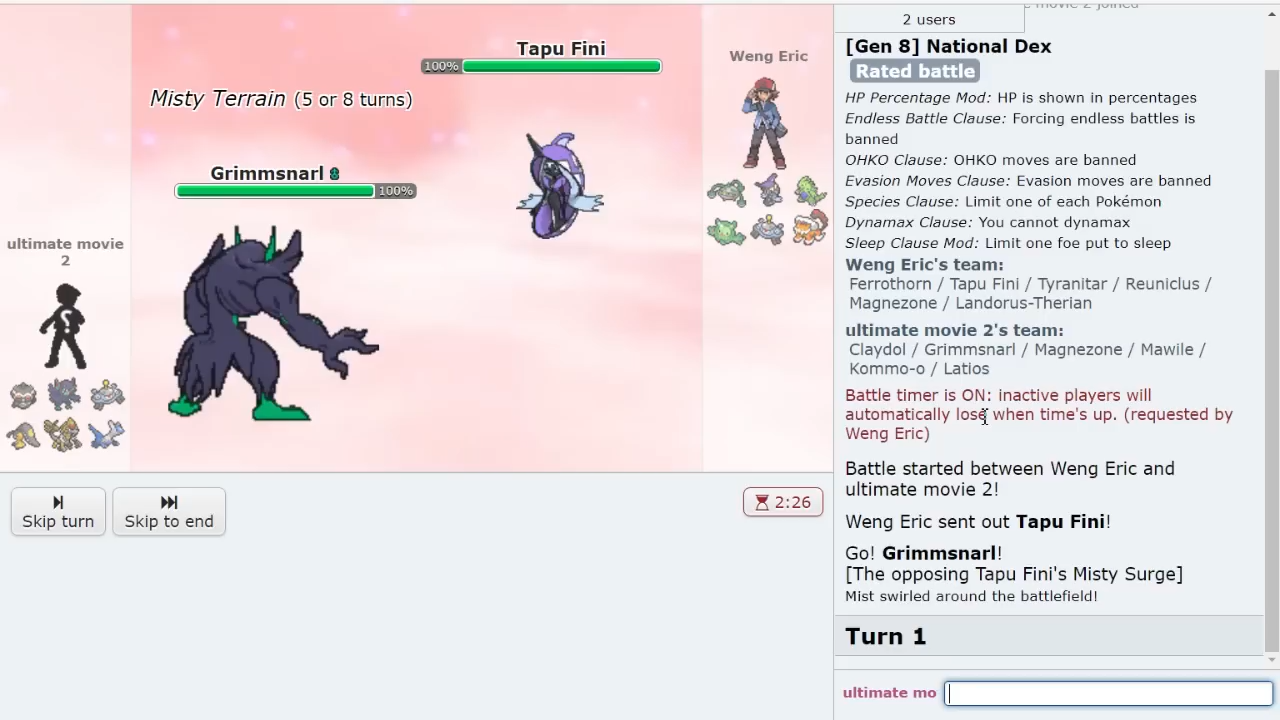 Tapu Fini
100%
Misty Terrain (5 or 8 turns)
Grimmsnarl
100%
ultimate movie
2
Weng Eric
Skip turn
Skip to end
2:26
2 users
[Gen 8] National Dex
Rated battle
HP Percentage Mod: HP is shown in percentages
Endless Battle Clause: Forcing endless battles is
banned
OHKO Clause: OHKO moves are banned
Evasion Moves Clause: Evasion moves are banned
Species Clause: Limit one of each Pokémon
Dynamax Clause: You cannot dynamax
Sleep Clause Mod: Limit one foe put to sleep
Weng Eric's team:
Ferrothorn / Tapu Fini / Tyranitar / Reuniclus /
Magnezone / Landorus-Therian
ultimate movie 2's team:
Claydol / Grimmsnarl / Magnezone / Mawile /
Kommo-o / Latios
Battle timer is ON: inactive players will
automatically lose when time's up. (requested by
Weng Eric)
Battle started between Weng Eric and
ultimate movie 2!
Weng Eric sent out Tapu Fini!
Go! Grimmsnarl!
[The opposing Tapu Fini's Misty Surge]
Mist swirled around the battlefield!
Turn 1
ultimate mo